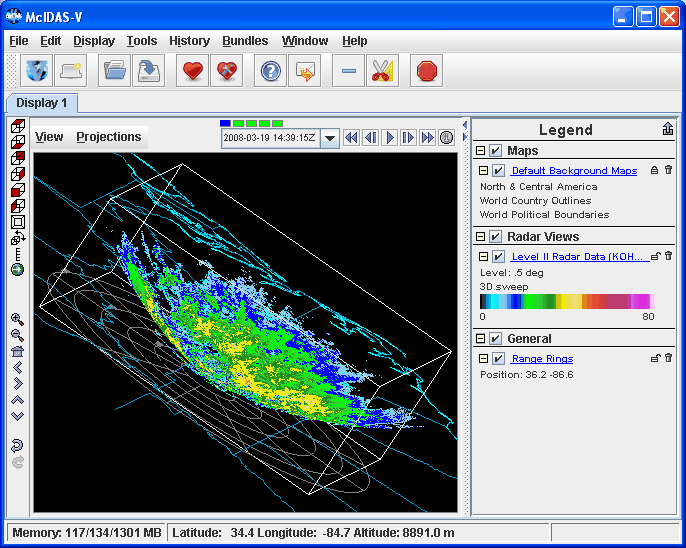 McIDAS-V
File Edit Display Tools History Bundles Window Help
Display 1
View Projections
2008-03-19 14:39:15Z
Legend
Maps
Default Background Maps
North & Central America
World Country Outlines
World Political Boundaries
Radar Views
Level II Radar Data (KOH...
Level: .5 deg
3D sweep
0 80
General
Range Rings
Position: 36.2 -86.6
Memory: 117/134/1301 MB Latitude: 34.4 Longitude: -84.7 Altitude: 8891.0 m